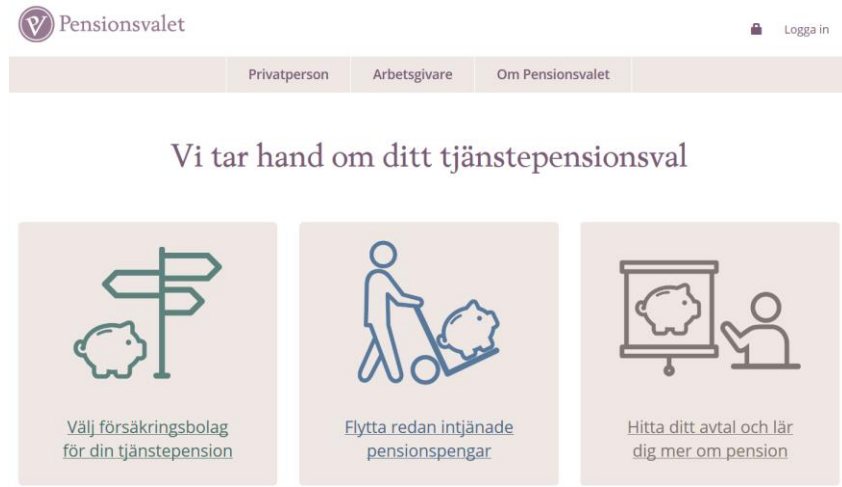 Pensionsvalet
Logga in
Privatperson Arbetsgivare Om Pensionsvalet
Vi tar hand om ditt tjänstepensionsval
Välj försäkringsbolag
för din tjänstepension
Flytta redan intjänade
pensionspengar
Hitta ditt avtal och lär
dig mer om pension